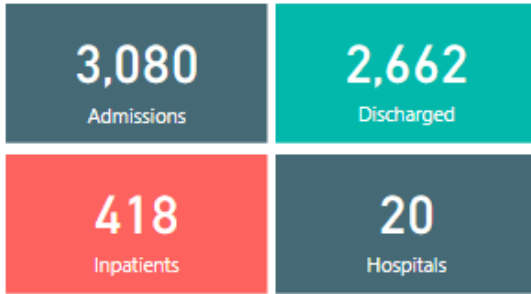 3,080
Admissions
2,662
Discharged
418
Inpatients
20
Hospitals